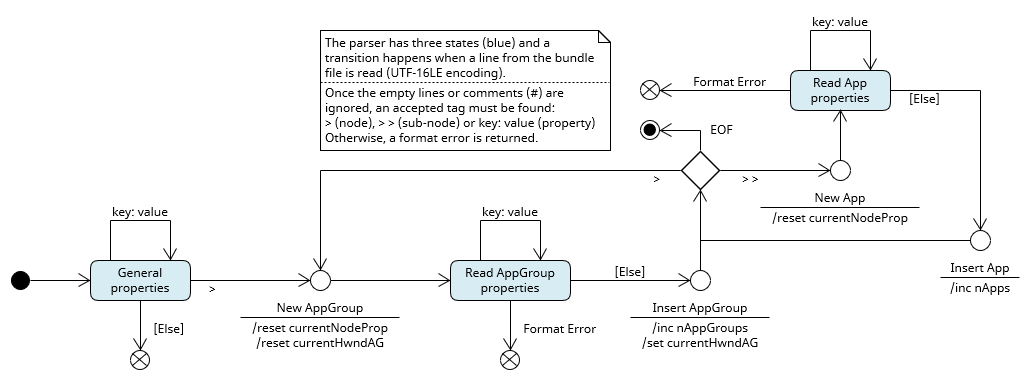 key: value
The parser has three states (blue) and a
transition happens when a line from the bundle
file is read (UTF-16LE encoding).
Once the empty lines or comments (#) are
ignored, an accepted tag must be found:
> (node), > > (sub-node) or key: value (property)
Otherwise, a format error is returned.
Format Error
Read App
properties
[Else]
EOF
>
> >
New App
/reset currentNodeProp
key: value
key: value
General
properties
>
New AppGroup
/reset currentNodeProp
/reset currentHwndAG
Read AppGroup
properties
[Else]
Insert AppGroup
/inc nAppGroups
/set currentHwndAG
Insert App
/inc nApps
[Else]
Format Error